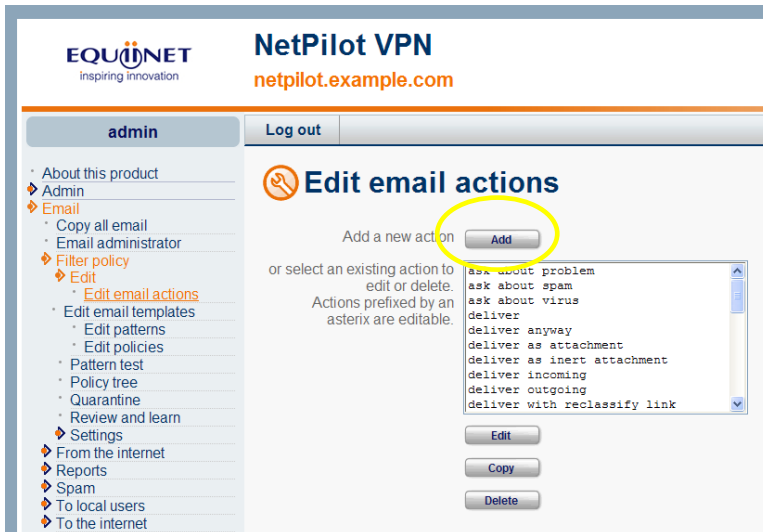 EQUIINET
inspiring innovation
NetPilot VPN
netpilot.example.com
admin
Log out
About this product
Admin
Email
Copy all email
Email administrator
Filter policy
Edit
Edit email actions
Edit email templates
Edit patterns
Edit policies
Pattern test
Policy tree
Quarantine
Review and learn
Settings
From the internet
Reports
Spam
To local users
To the internet
Edit email actions
Add a new action
Add
or select an existing action to
edit or delete.
Actions prefixed by an
asterix are editable.
ask about problem
ask about spam
ask about virus
deliver
deliver anyway
deliver as attachment
deliver as inert attachment
deliver incoming
deliver outgoing
deliver with reclassify link
Edit
Copy
Delete